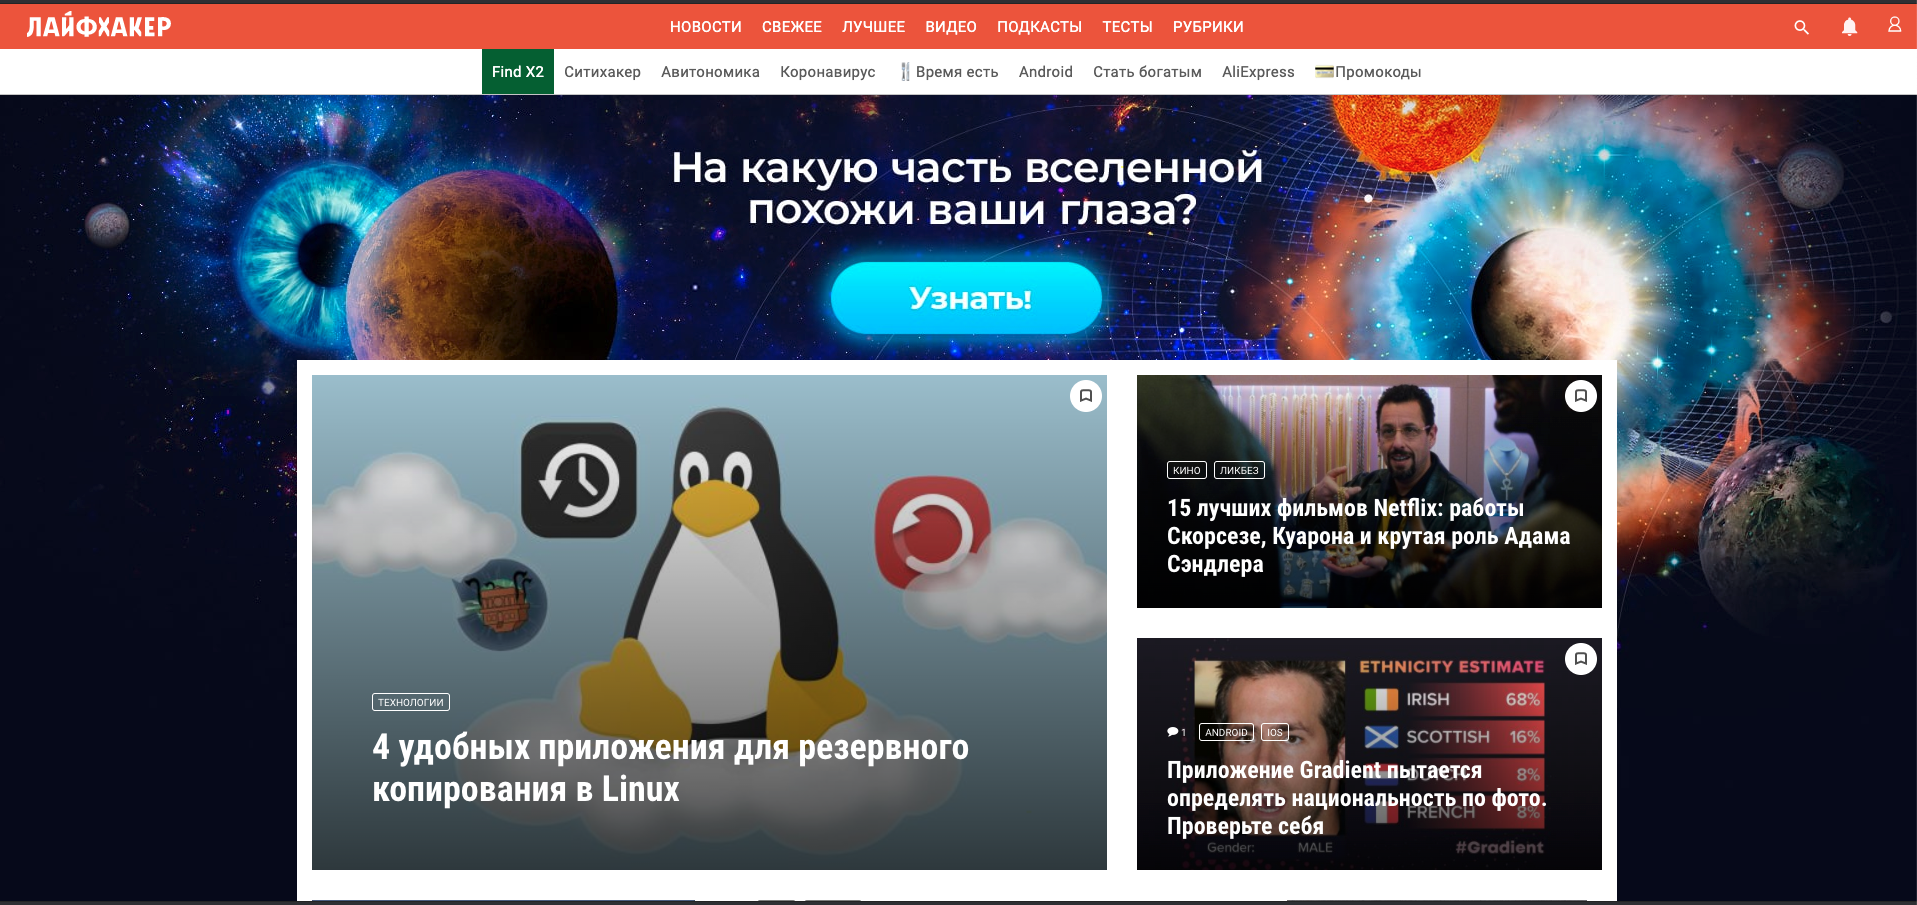 ЛАЙФХАКЕР
НОВОСТИ СВЕЖЕЕ ЛУЧШЕЕ ВИДЕО ПОДКАСТЫ ТЕСТЫ РУБРИКИ
Find X2 Ситихакер Авитономика Коронавирус Время есть Android Стать богатым AliExpress Промокоды
На какую часть вселенной
похожи ваши глаза?
Узнать!
ТЕХНОЛОГИИ
4 удобных приложения для резервного
копирования в Linux
КИНО ЛИКБЕЗ
15 лучших фильмов Netflix: работы
Скорсезе, Куарона и крутая роль Адама
Сэндлера
ETHNICITY ESTIMATE
IRISH 68%
SCOTTISH 16%
DUTCH 8%
FRENCH 8%
Gender: MALE
#Gradient
1 ANDROID IOS
Приложение Gradient пытается
определять национальность по фото.
Проверьте себя